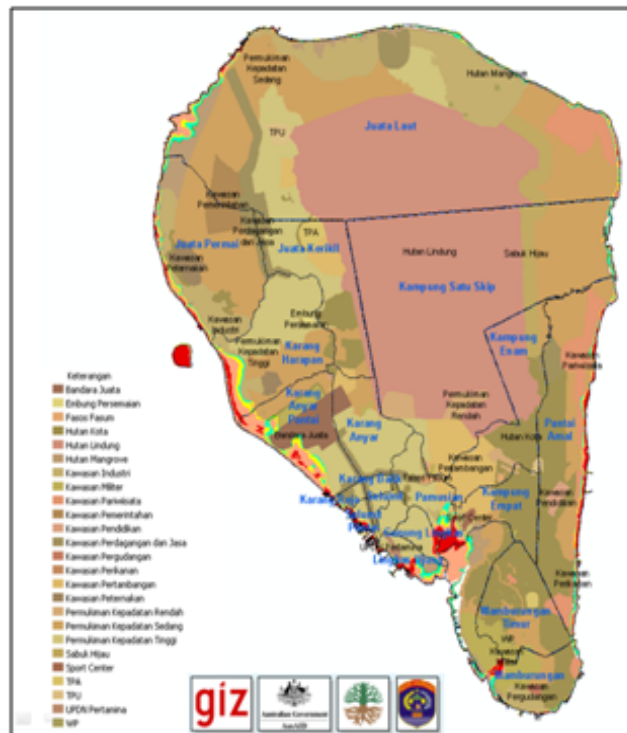 Permukiman
Kepadatan
Sedang
Hutan Mangrove
Juata Laut
TPU
Kawasan
Pemerintahan
Kawasan
Perdagangan
dan Jasa
TPA
Juata Permai
Juata Kerikil
Hutan Lindung
Sabuk Hijau
Kawasan
Peternakan
Kampung Satu Skip
Embung
Persemaian
Kawasan
Industri
Permukiman
Kepadatan
Tinggi
Karang
Harapan
Kampung
Enam
Kawasan
Pariwisata
Karang
Anyar
Pantai
Permukiman
Kepadatan
Rendah
Karang
Anyar
Bandara Juata
Hutan Kota
Pantai
Amal
Kawasan
Pertambangan
Karang Balik
Pamusian
Kampung
Empat
Kawasan
Pendidikan
Kawasan
Perikanan
Mamburungan
Timur
Mamburungan
Kawasan
Pergudangan
Keterangan
Bandara Juata
Embung Persemaian
Fasos Fasum
Hutan Kota
Hutan Lindung
Hutan Mangrove
Kawasan Industri
Kawasan Militer
Kawasan Pariwisata
Kawasan Pemerintahan
Kawasan Pendidikan
Kawasan Perdagangan dan Jasa
Kawasan Pergudangan
Kawasan Perikanan
Kawasan Pertambangan
Kawasan Peternakan
Permukiman Kepadatan Rendah
Permukiman Kepadatan Sedang
Permukiman Kepadatan Tinggi
Sabuk Hijau
Sport Center
TPA
TPU
UPDN Pertamina
WP
giz
Australian Government
AusAID